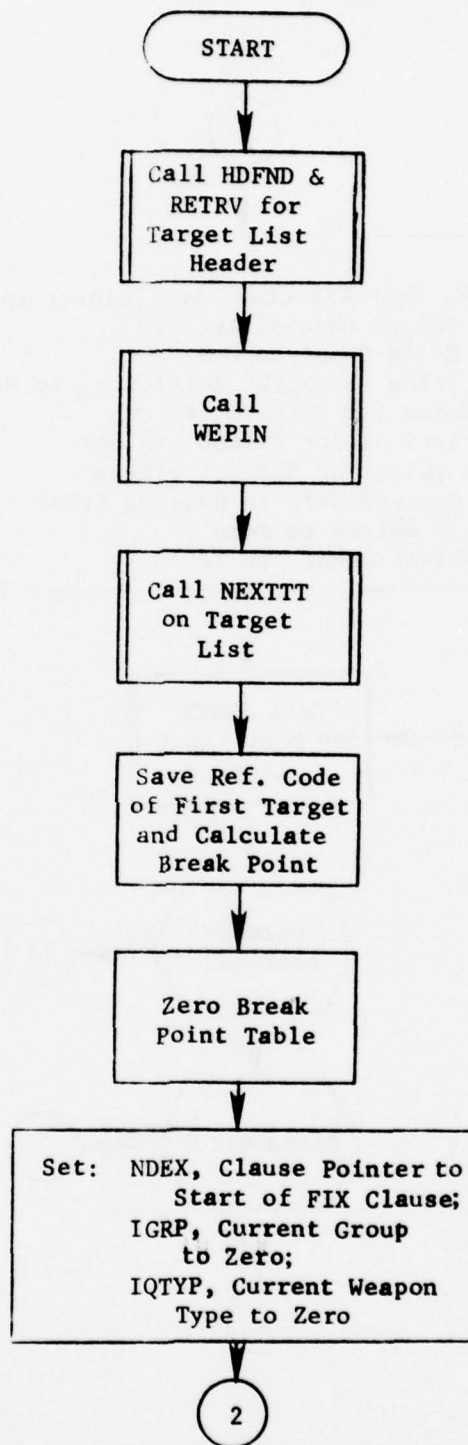 START
Call HDFND &
RETRV for
Target List
Header
Call
WEPIN
Call NEXTTT
on Target
List
Save Ref. Code
of First Target
and Calculate
Break Point
Zero Break
Point Table
Set: NDEX, Clause Pointer to
Start of FIX Clause;
IGRP, Current Group
to Zero;
IQTYP, Current Weapon
Type to Zero
2